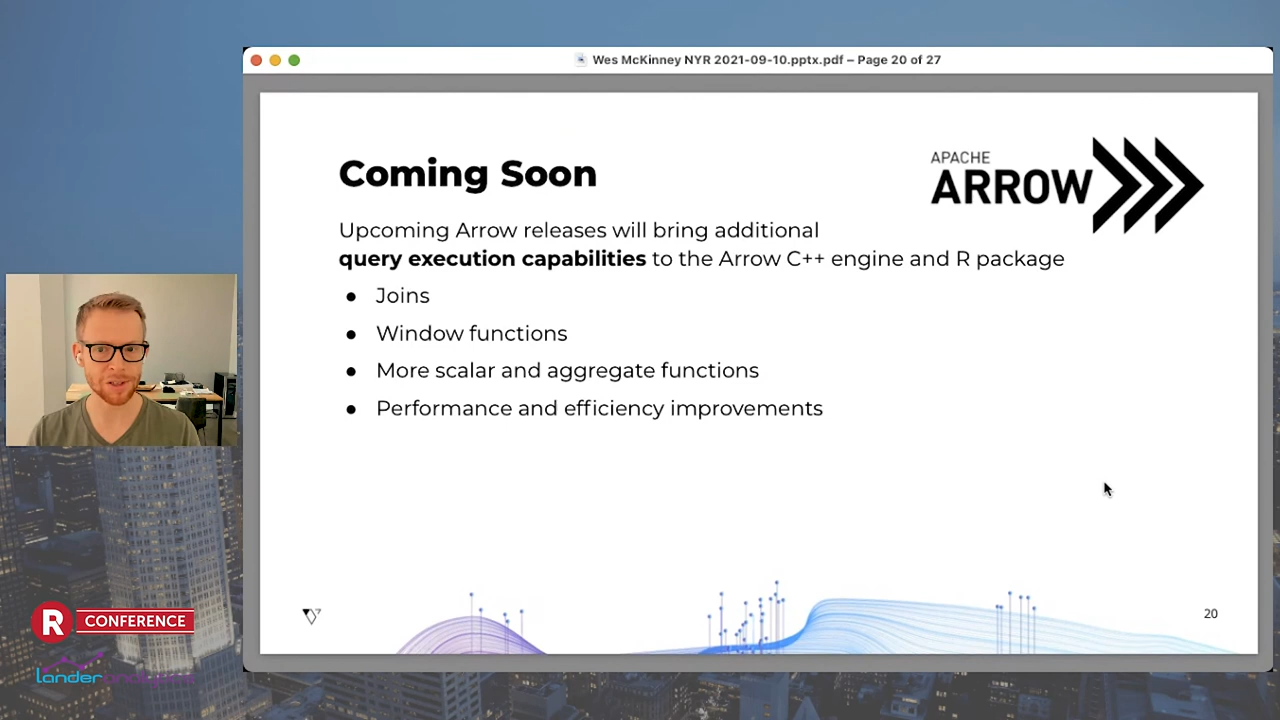 Wes McKinney NYR 2021-09-10.pptx.pdf – Page 20 of 27
APACHE
ARROW
Coming Soon
Upcoming Arrow releases will bring additional
query execution capabilities to the Arrow C++ engine and R package
● Joins
● Window functions
● More scalar and aggregate functions
● Performance and efficiency improvements
20
R CONFERENCE
lander analytics